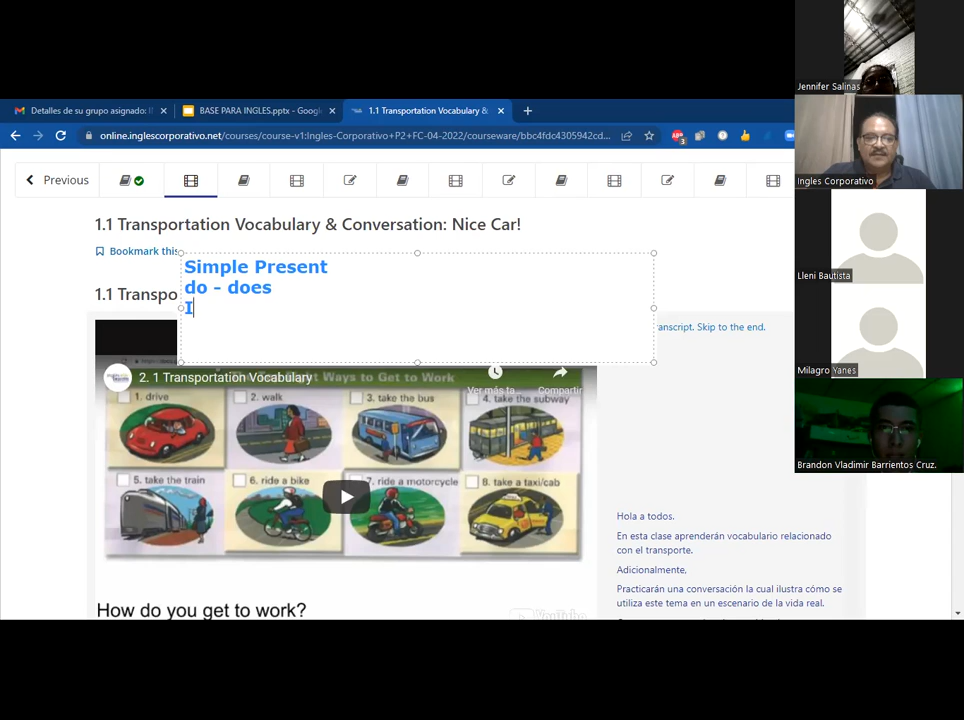 Detalles de su grupo asignado: I
BASE PARA INGLES.pptx - Google
1.1 Transportation Vocabulary &
online.inglescorporativo.net/courses/course-v1:Ingles-Corporativo+P2+FC-04-2022/courseware/bbc4fdc4305942cd...
Previous
1.1 Transportation Vocabulary & Conversation: Nice Car!
Bookmark this
Simple Present
do - does
I
1.1 Transpo
anscript. Skip to the end.
2. 1 Transportation Vocabulary
Ways to Get to Work?
Ver más ta...
Compartir
1. drive
2. walk
3. take the bus
4. take the subway
5. take the train
6. ride a bike
7. ride a motorcycle
8. take a taxi/cab
How do you get to work?
YouTube
Hola a todos.
En esta clase aprenderán vocabulario relacionado
con el transporte.
Adicionalmente,
Practicarán una conversación la cual ilustra cómo se
utiliza este tema en un escenario de la vida real.
Jennifer Salinas
Ingles Corporativo
Lleni Bautista
Milagro Yanes
Brandon Vladimir Barrientos Cruz.